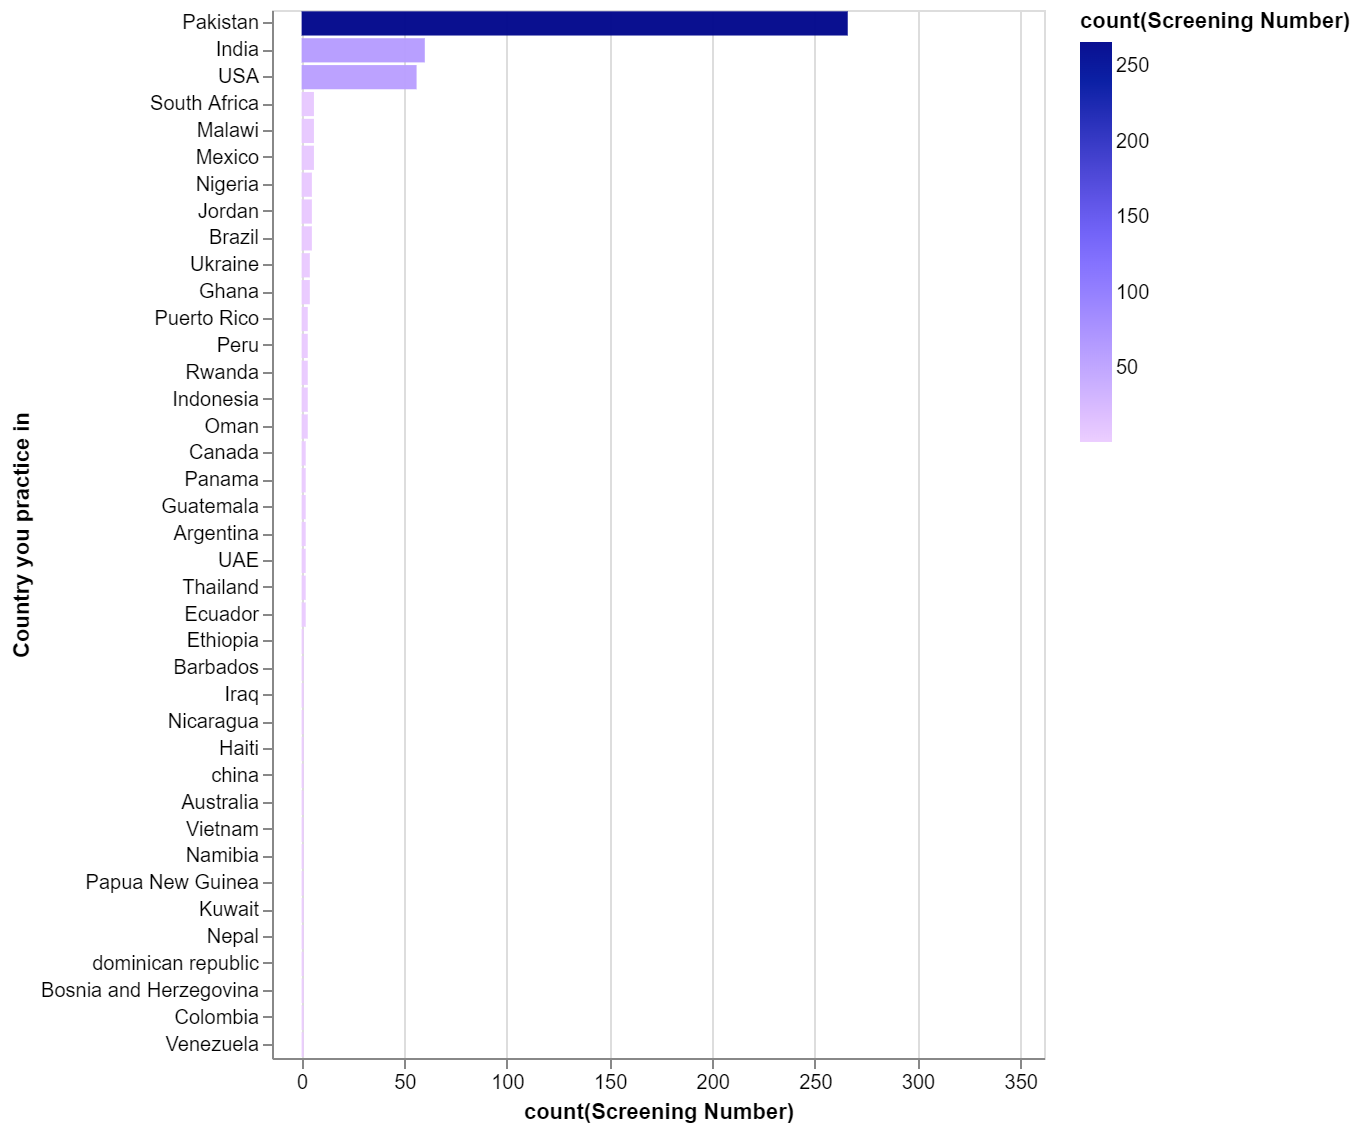 Pakistan
India
USA
South Africa
Malawi
Mexico
Nigeria
Jordan
Brazil
Ukraine
Ghana
Puerto Rico
Peru
Rwanda
Indonesia
Oman
Canada
Panama
Guatemala
Argentina
UAE
Thailand
Ecuador
Ethiopia
Barbados
Iraq
Nicaragua
Haiti
china
Australia
Vietnam
Namibia
Papua New Guinea
Kuwait
Nepal
dominican republic
Bosnia and Herzegovina
Colombia
Venezuela
Country you practice in
0 50 100 150 200 250 300 350
count(Screening Number)
count(Screening Number)
250
200
150
100
50